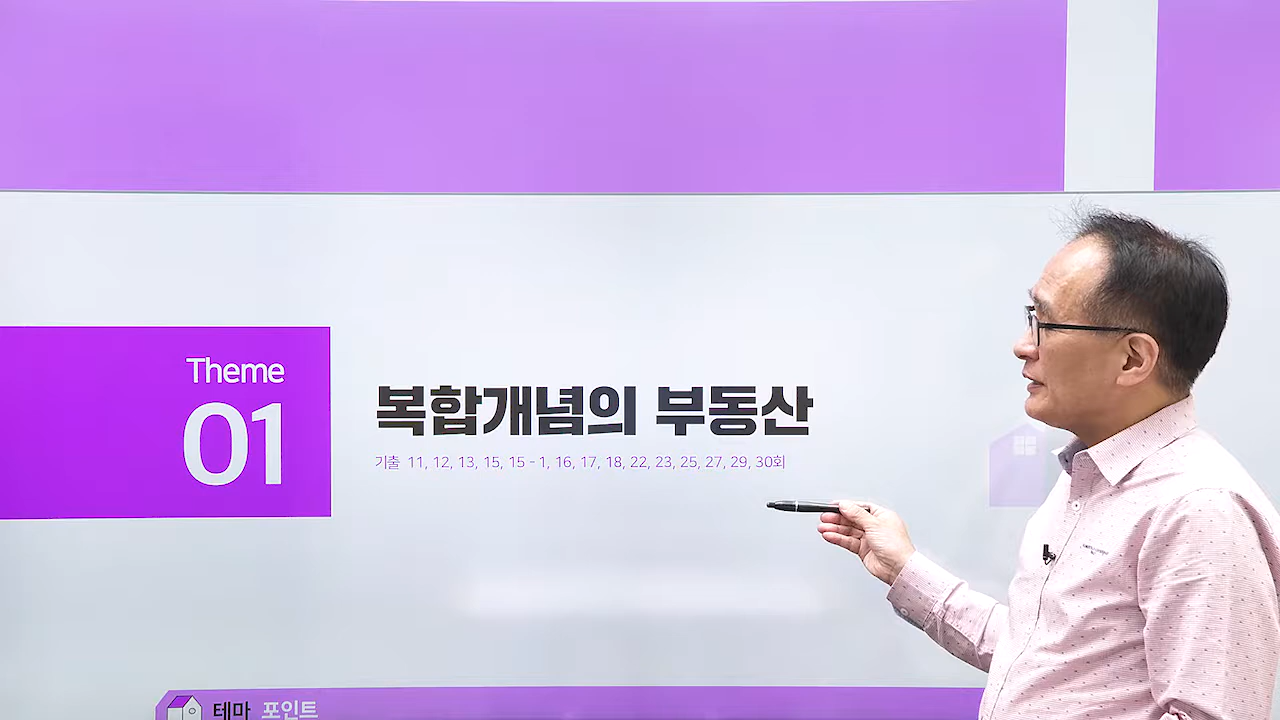 Theme
01
복합개념의 부동산
기출 11, 12, 13, 15, 15 - 1, 16, 17, 18, 22, 23, 25, 27, 29, 30회
테마 포인트